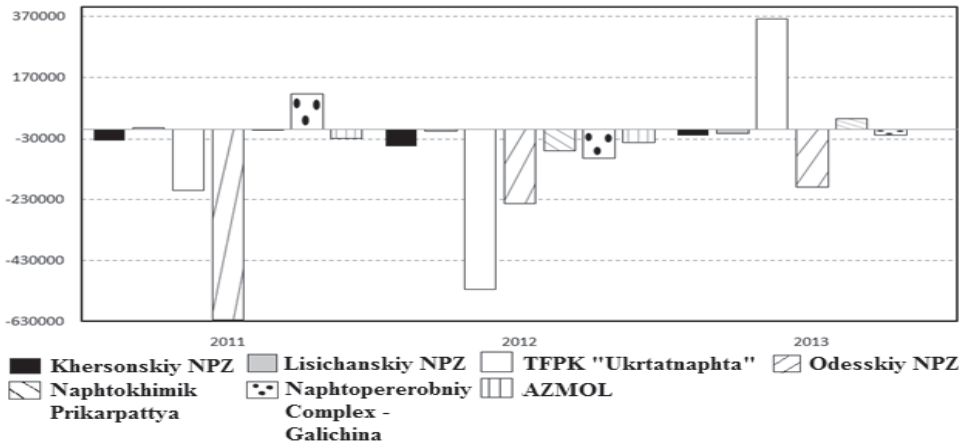 370000
170000
-30000
-230000
-430000
-630000
2011 2012 2013
Khersonskiy NPZ Lisichanskiy NPZ TFPK "Ukrtatnaphta" Odesskiy NPZ
Naphtokhimik Naphtopererobniy AZMOL
Prikarpattya Complex -
Galichina